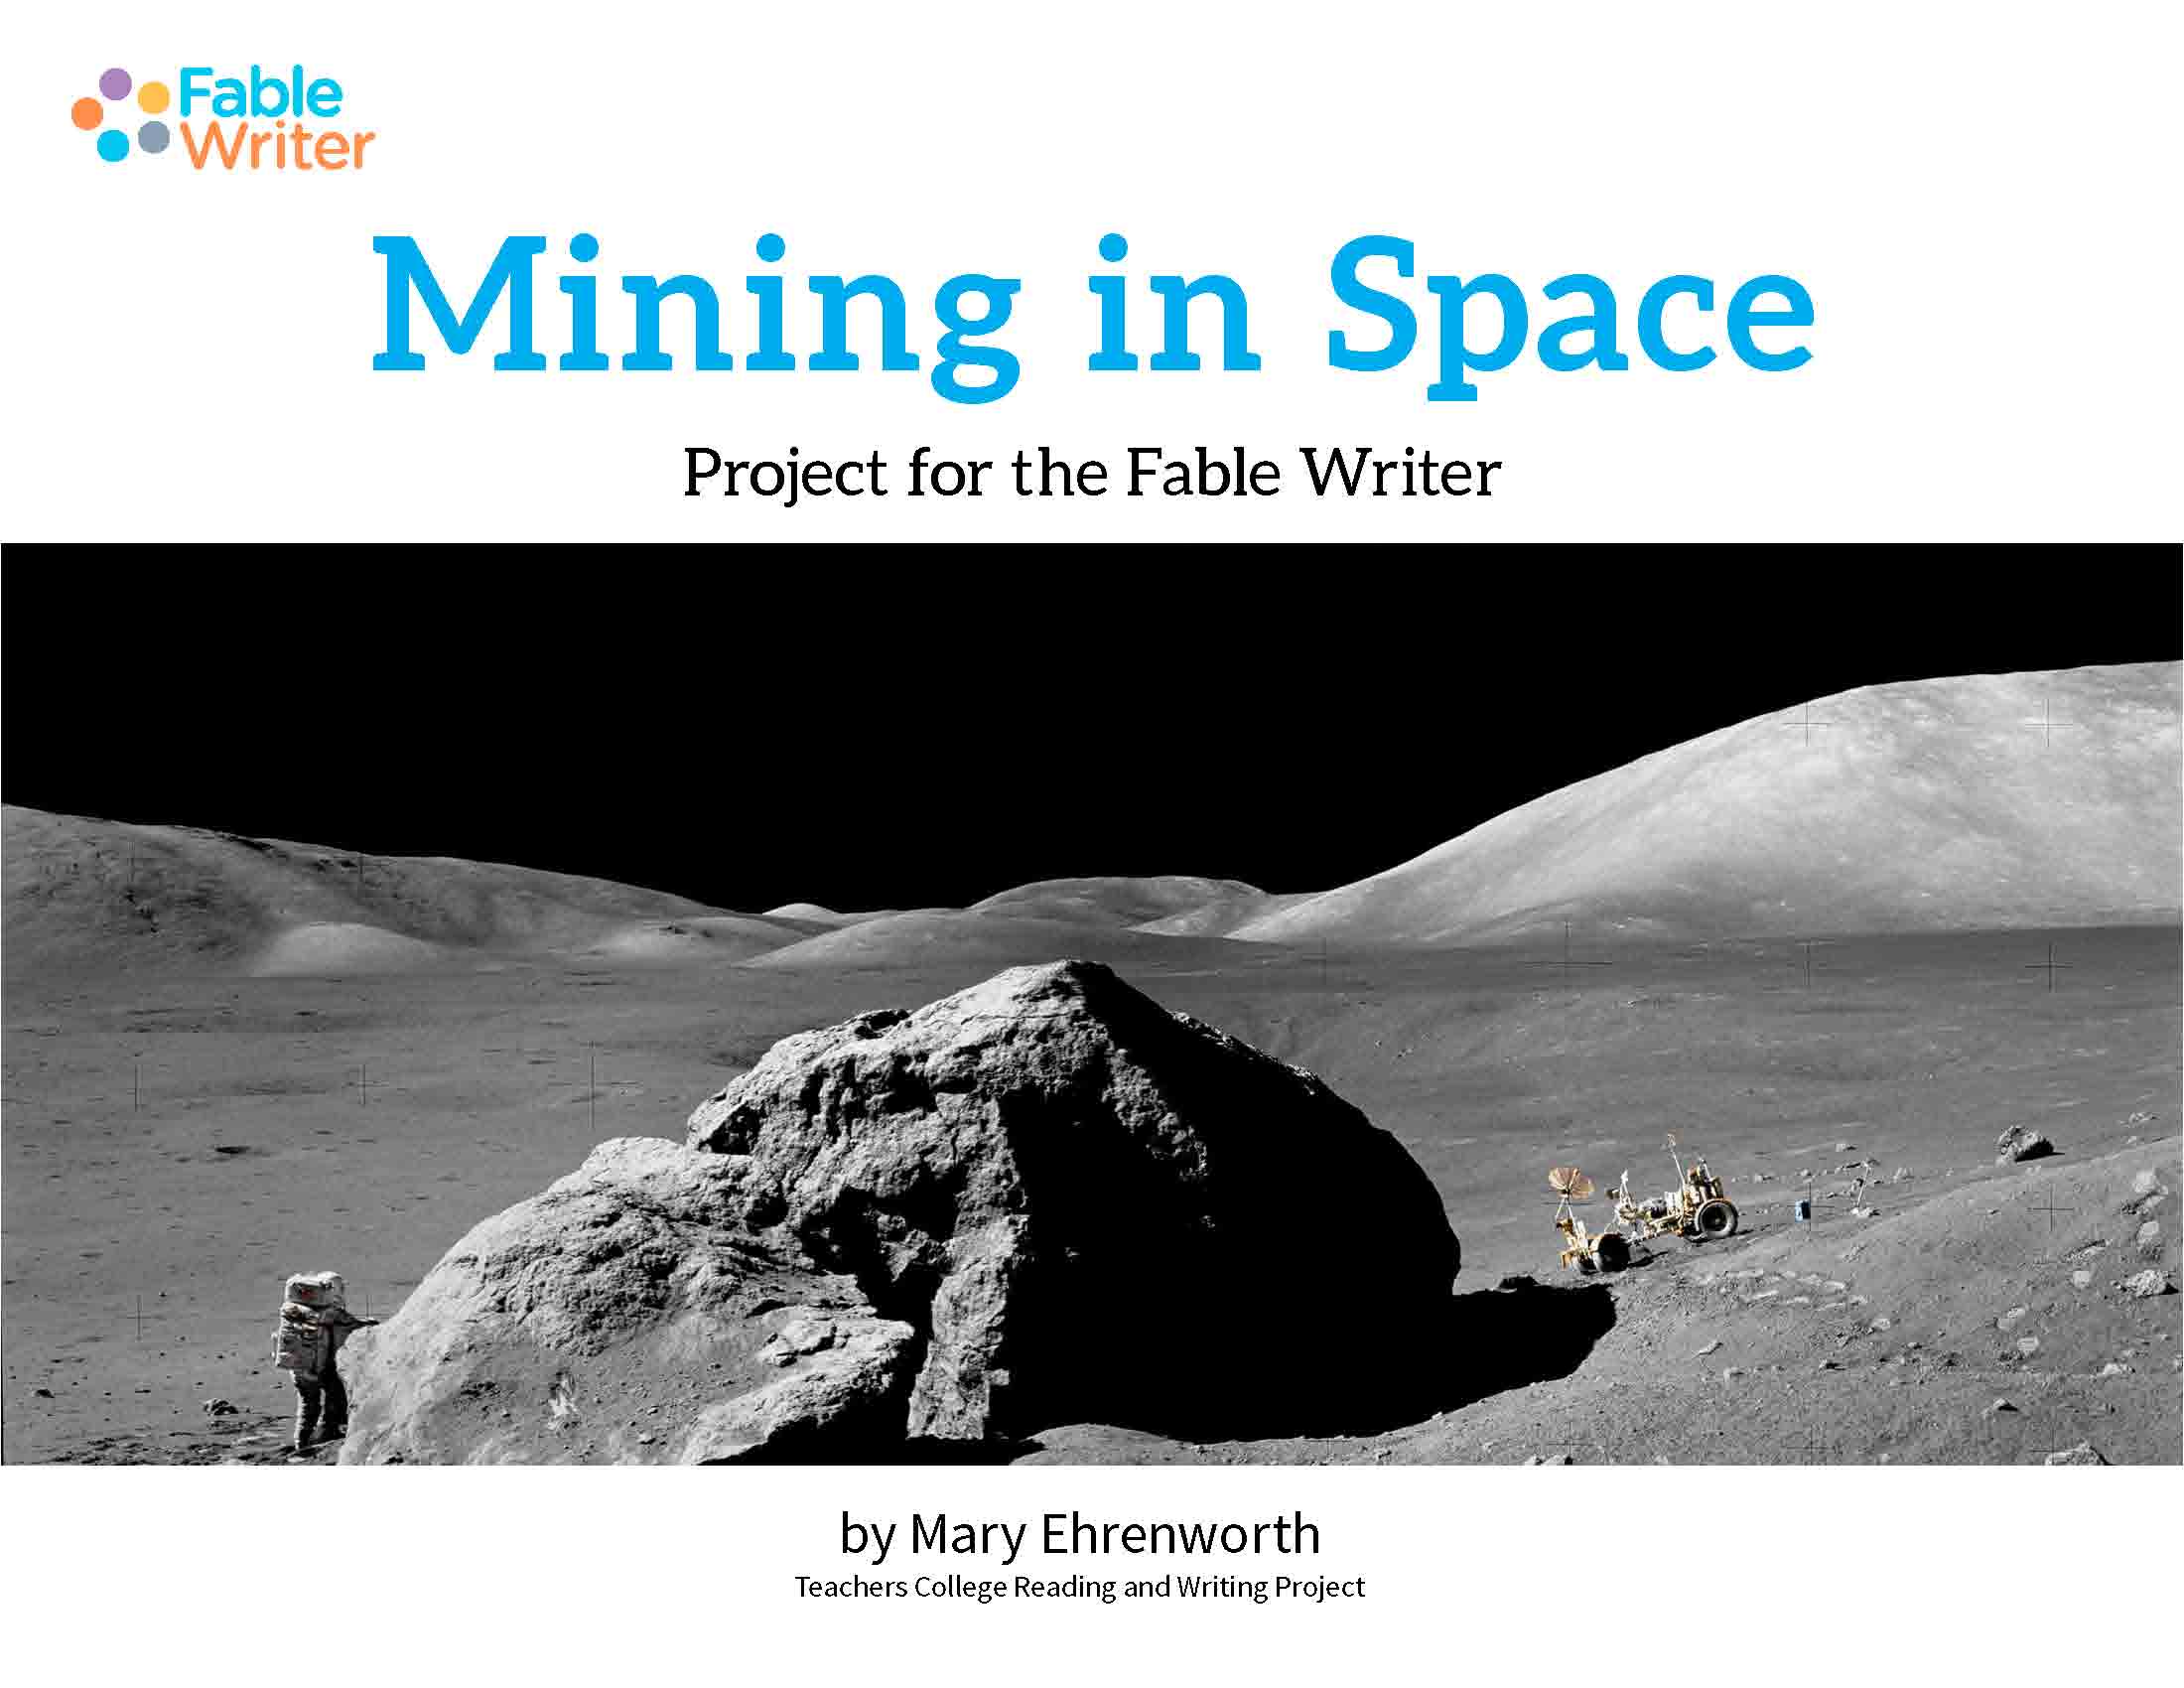 Fable
Writer
Mining in Space
Project for the Fable Writer
by Mary Ehrenworth
Teachers College Reading and Writing Project